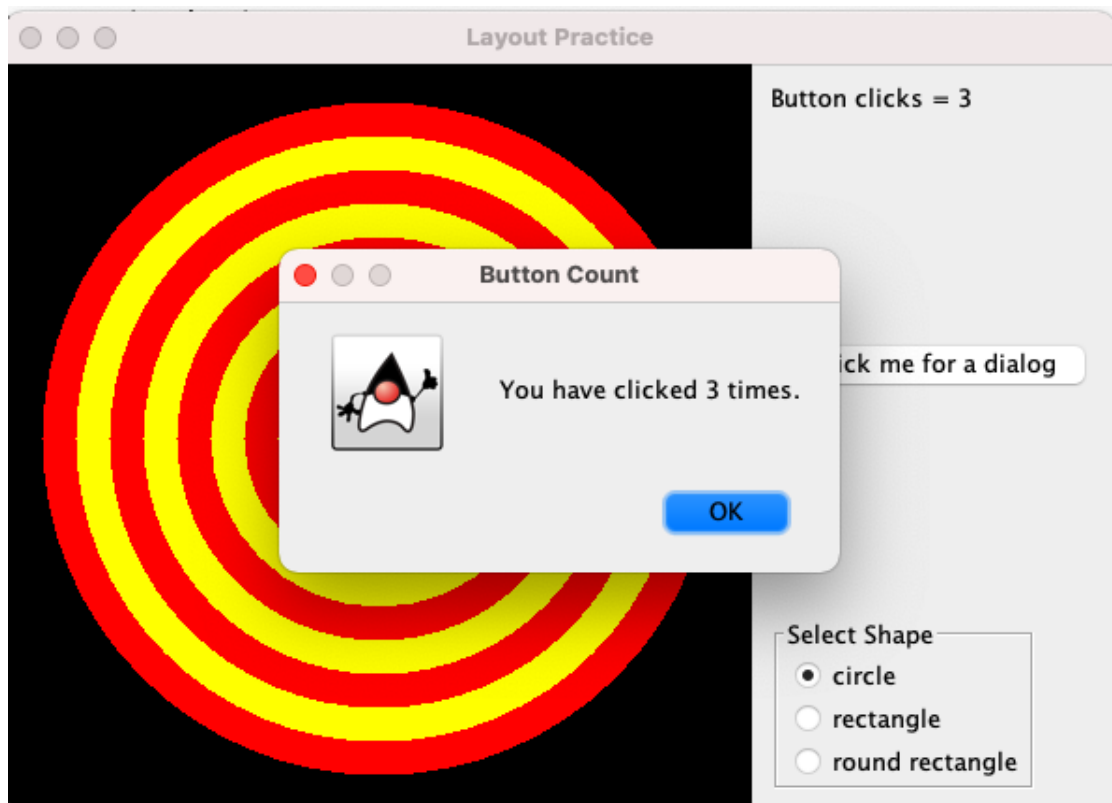 Layout Practice
Button clicks = 3
Button Count
You have clicked 3 times.
me for a dialog
OK
Select Shape
circle
rectangle
round rectangle